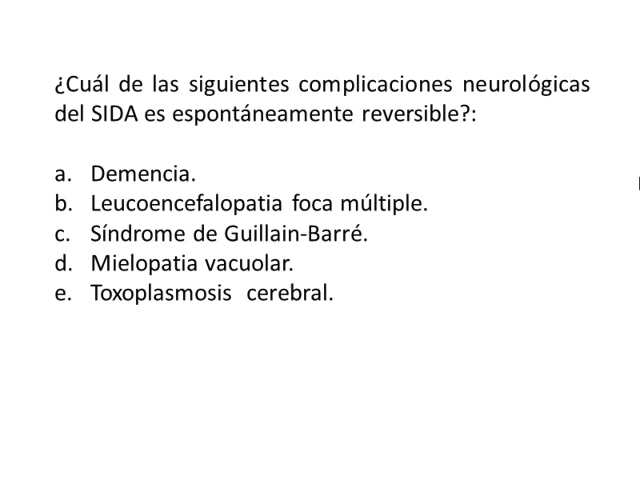 ¿Cuál de las siguientes complicaciones neurológicas
del SIDA es espontáneamente reversible?:
a. Demencia.
b. Leucoencefalopatia foca múltiple.
c. Síndrome de Guillain-Barré.
d. Mielopatia vacuolar.
e. Toxoplasmosis cerebral.